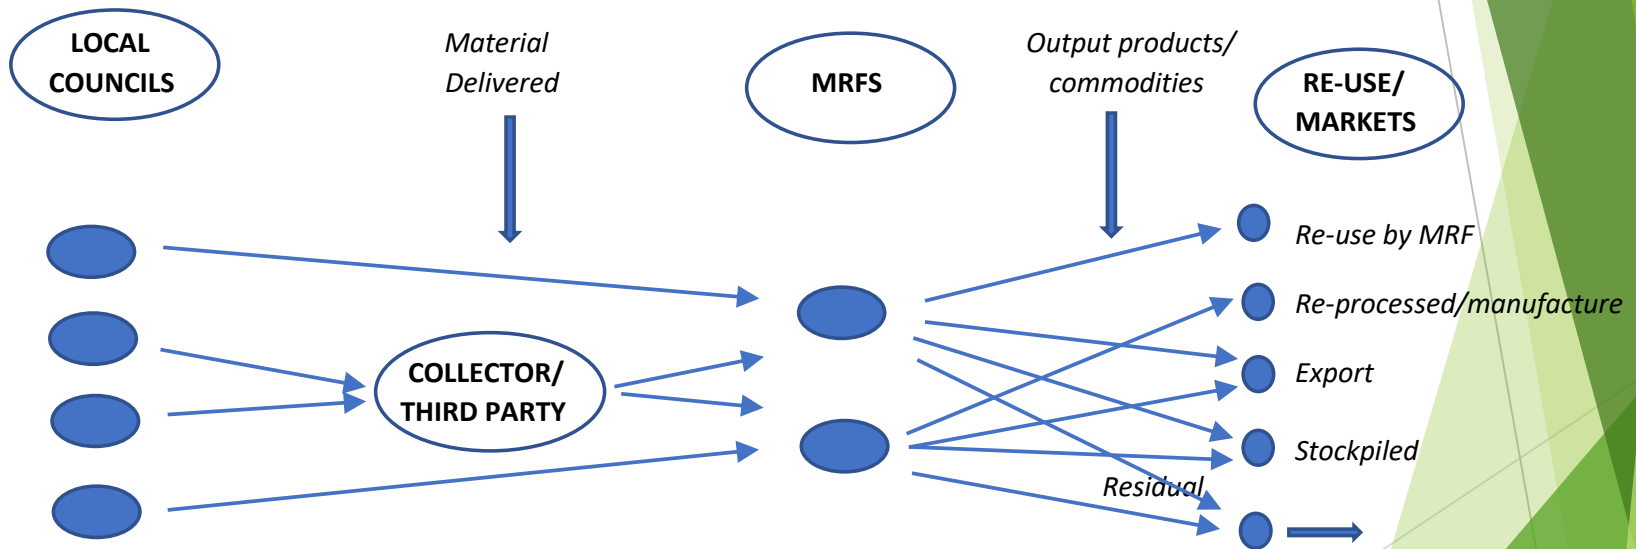 LOCAL
COUNCILS
Material
Delivered
MRFS
Output products/
commodities
RE-USE/
MARKETS
Re-use by MRF
Re-processed/manufacture
COLLECTOR/
THIRD PARTY
Export
Stockpiled
Residual